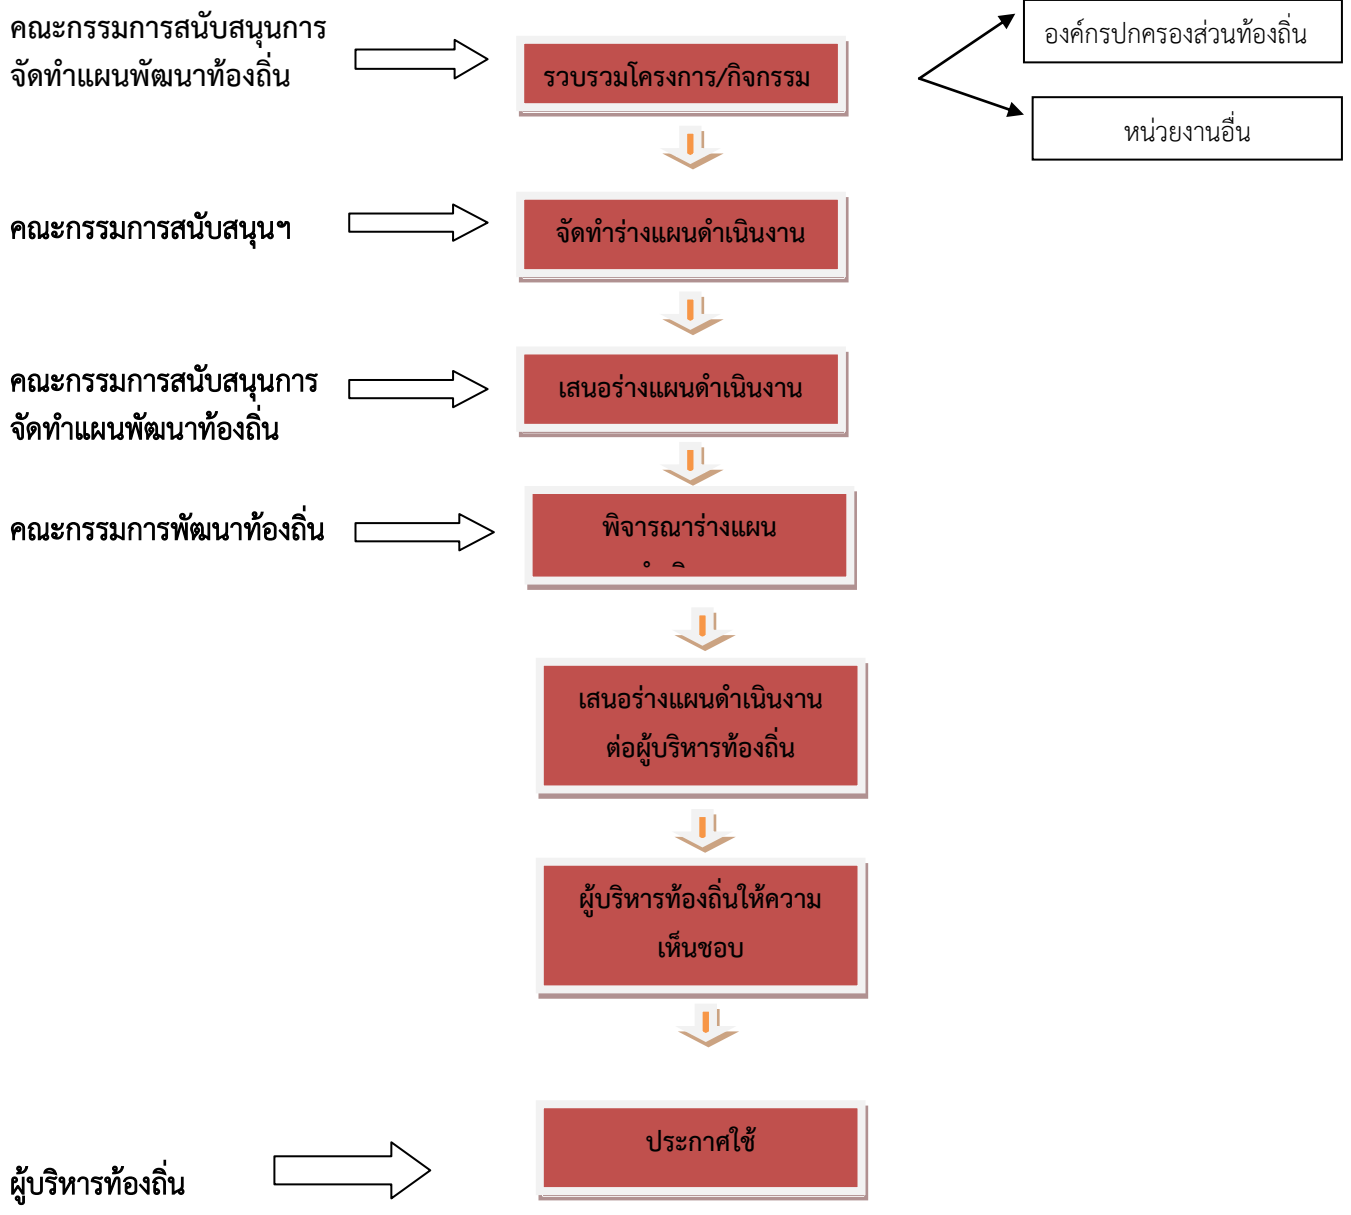 คณะกรรมการสนับสนุนการ
จัดทำแผนพัฒนาท้องถิ่น
รวบรวมโครงการ/กิจกรรม
องค์กรปกครองส่วนท้องถิ่น
หน่วยงานอื่น
คณะกรรมการสนับสนุนฯ
จัดทำร่างแผนดำเนินงาน
คณะกรรมการสนับสนุนการ
จัดทำแผนพัฒนาท้องถิ่น
เสนอร่างแผนดำเนินงาน
คณะกรรมการพัฒนาท้องถิ่น
พิจารณาร่างแผน
เสนอร่างแผนดำเนินงาน
ต่อผู้บริหารท้องถิ่น
ผู้บริหารท้องถิ่นให้ความ
เห็นชอบ
ประกาศใช้
ผู้บริหารท้องถิ่น